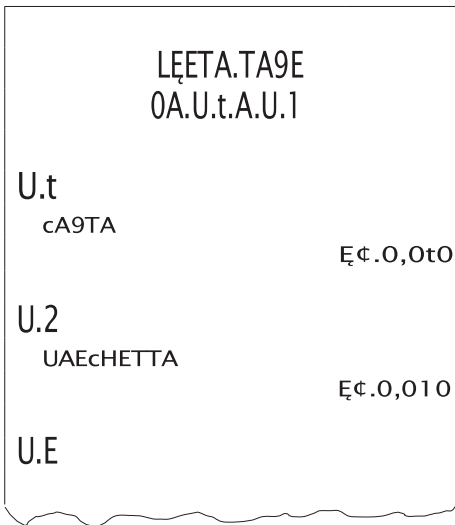 LĘETA.TA9E
0A.U.t.A.U.1
U.t
cA9TA
Ę¢.0,0t0
U.2
UAEcHETTA
Ę¢.0,010
U.E